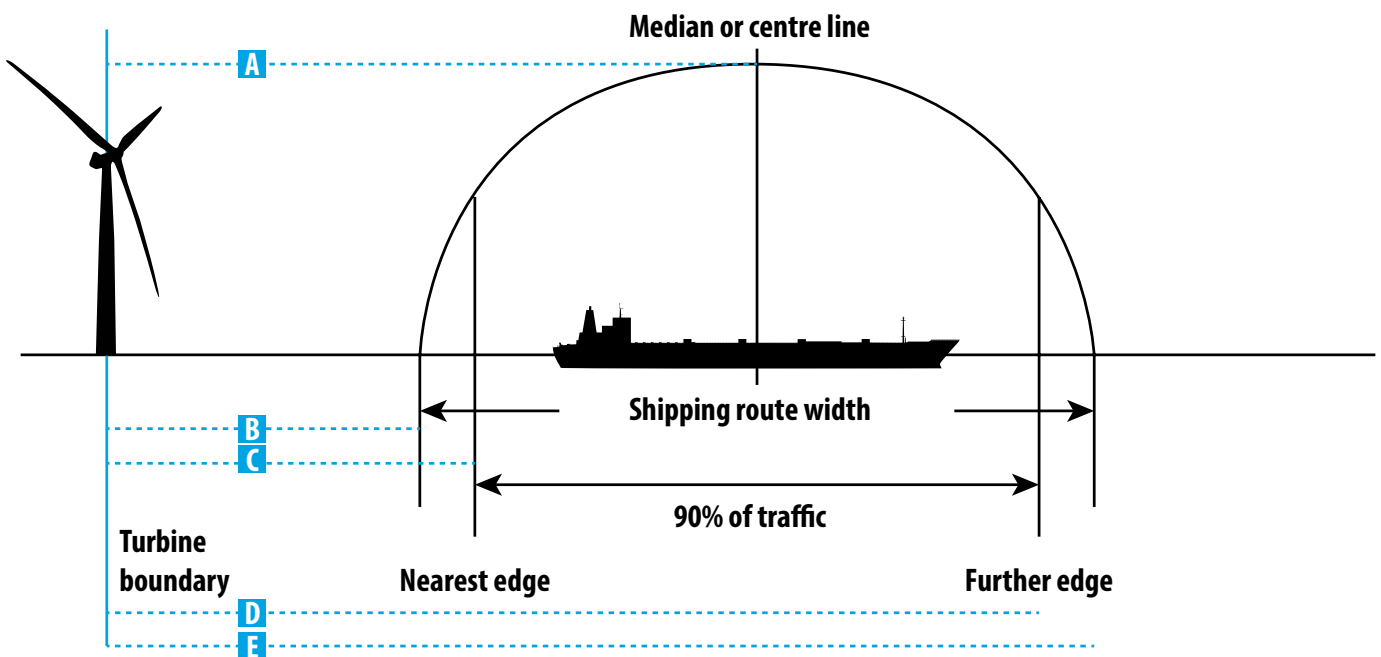 Median or centre line
A
Shipping route width
B
C
90% of traffic
Turbine
boundary
Nearest edge
Further edge
D
E